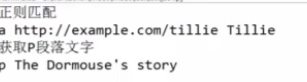 正则匹配
a http://example.com/tillie Tillie
获取P段落文字
p The Dormouse's story